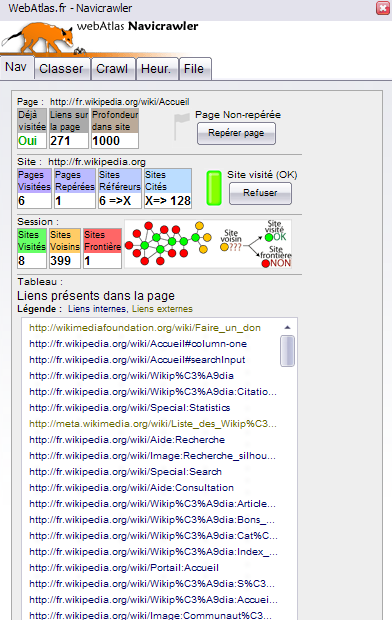 WebAtlas.fr - Navicrawler
webAtlas Navicrawler
Nav Classer Crawl Heur. File
Page : http://fr.wikipedia.org/wiki/Accueil
Déjà visitée Liens sur la page Profondeur dans site
Oui 271 1000
Page Non-repérée
Repérer page
Site : http://fr.wikipedia.org
Pages Visitées Pages Repérées Sites Référeurs Sites Cités
6 1 6 =>X X=> 128
Site visité (OK)
Refuser
Session :
Sites Visités Sites Voisins Sites Frontière
8 399 1
Site voisin ???
Site visité OK
Site frontière NON
Tableau :
Liens présents dans la page
Légende : Liens internes, Liens externes
http://wikimediafoundation.org/wiki/Faire_un_don
http://fr.wikipedia.org/wiki/Accueil#column-one
http://fr.wikipedia.org/wiki/Accueil#searchInput
http://fr.wikipedia.org/wiki/Wikip%C3%A9dia
http://fr.wikipedia.org/wiki/Wikip%C3%A9dia:Citatio...
http://fr.wikipedia.org/wiki/Special:Statistics
http://meta.wikimedia.org/wiki/Liste_des_Wikip%C3...
http://fr.wikipedia.org/wiki/Aide:Recherche
http://fr.wikipedia.org/wiki/Image:Recherche_silhou...
http://fr.wikipedia.org/wiki/Special:Search
http://fr.wikipedia.org/wiki/Aide:Consultation
http://fr.wikipedia.org/wiki/Wikip%C3%A9dia:Article...
http://fr.wikipedia.org/wiki/Wikip%C3%A9dia:Bons_...
http://fr.wikipedia.org/wiki/Wikip%C3%A9dia:Cat%C...
http://fr.wikipedia.org/wiki/Wikip%C3%A9dia:Index_...
http://fr.wikipedia.org/wiki/Portail:Accueil
http://fr.wikipedia.org/wiki/Wikip%C3%A9dia:S%C3...
http://fr.wikipedia.org/wiki/Wikip%C3%A9dia:Accuei...
http://fr.wikipedia.org/wiki/Image:Communaut%C3...